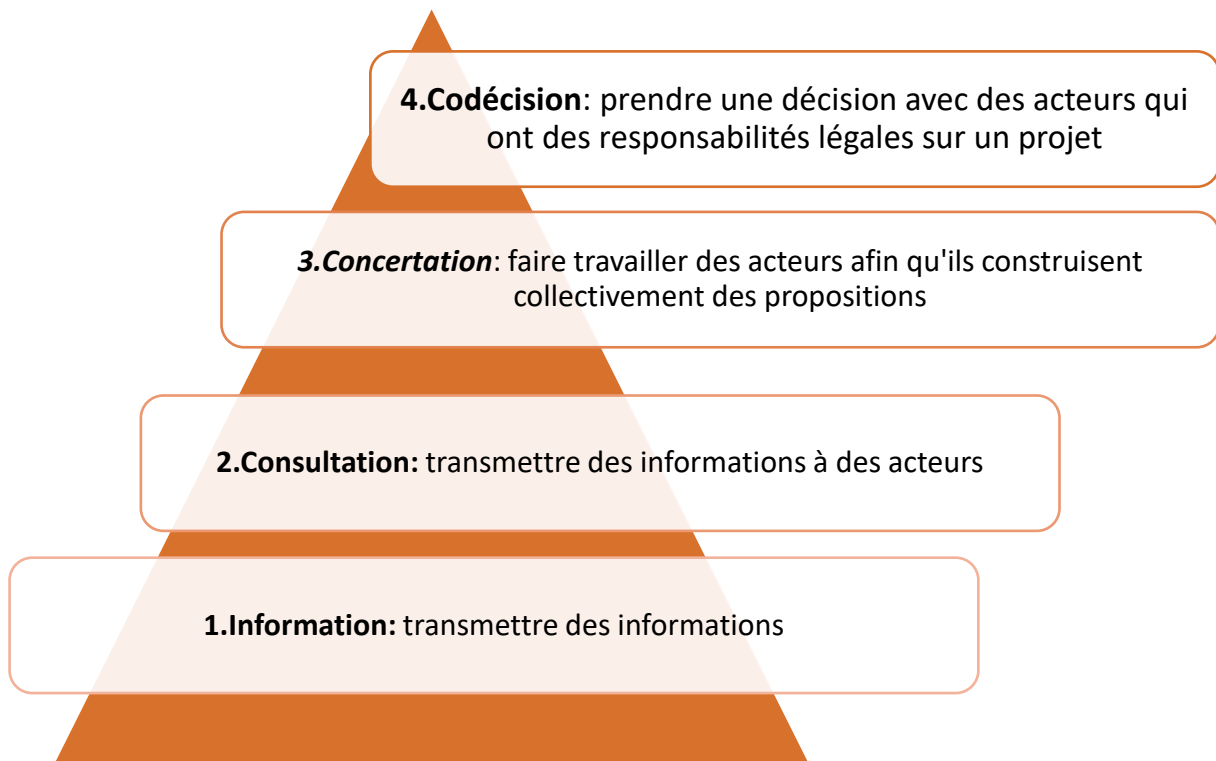 4.Codécision: prendre une décision avec des acteurs qui
ont des responsabilités légales sur un projet
3.Concertation: faire travailler des acteurs afin qu'ils construisent
collectivement des propositions
2.Consultation: transmettre des informations à des acteurs
1.Information: transmettre des informations